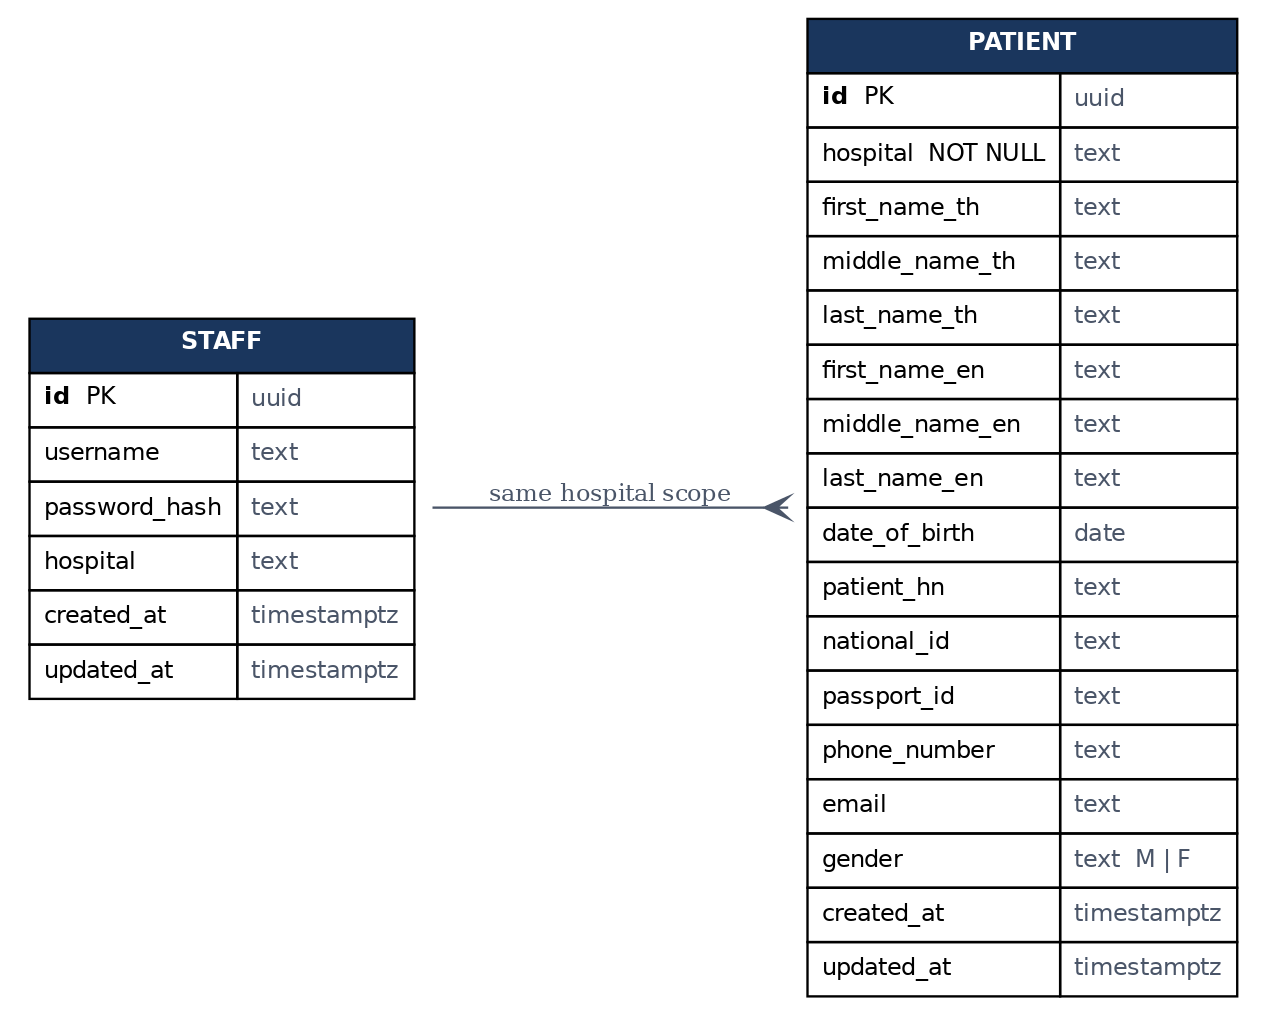 STAFF
id PK uuid
username text
password_hash text
hospital text
created_at timestamptz
updated_at timestamptz
same hospital scope
PATIENT
id PK uuid
hospital NOT NULL text
first_name_th text
middle_name_th text
last_name_th text
first_name_en text
middle_name_en text
last_name_en text
date_of_birth date
patient_hn text
national_id text
passport_id text
phone_number text
email text
gender text M | F
created_at timestamptz
updated_at timestamptz